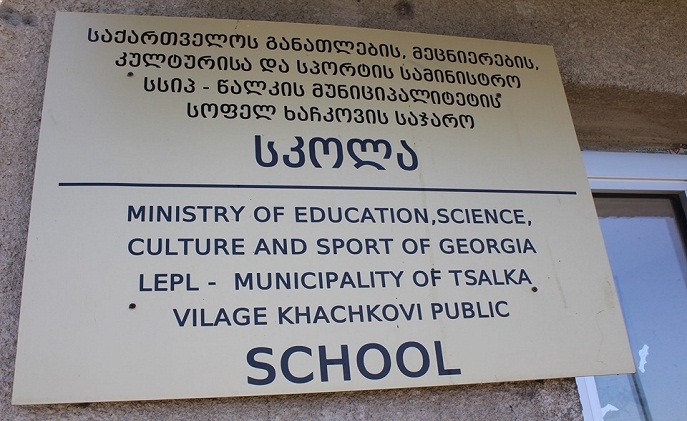 საქართველოს განათლების, მეცნიერების,
კულტურისა და სპორტის სამინისტრო
სსიპ - წალკის მუნიციპალიტეტის
სოფელ ხაჩკოვის საჯარო
სკოლა
MINISTRY OF EDUCATION,SCIENCE,
CULTURE AND SPORT OF GEORGIA
LEPL - MUNICIPALITY OF TSALKA
VILAGE KHACHKOVI PUBLIC
SCHOOL